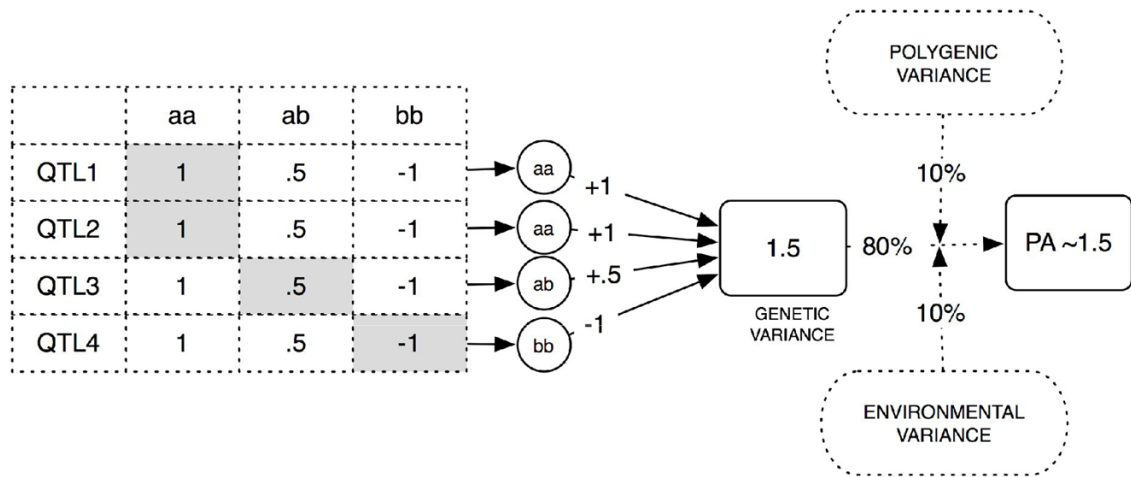 POLYGENIC
VARIANCE
aa ab bb
QTL1 1 .5 -1
QTL2 1 .5 -1
QTL3 1 .5 -1
QTL4 1 .5 -1
aa
aa
ab
bb
+1
+1
+.5
-1
1.5
GENETIC
VARIANCE
80%
10%
10%
PA ~1.5
ENVIRONMENTAL
VARIANCE